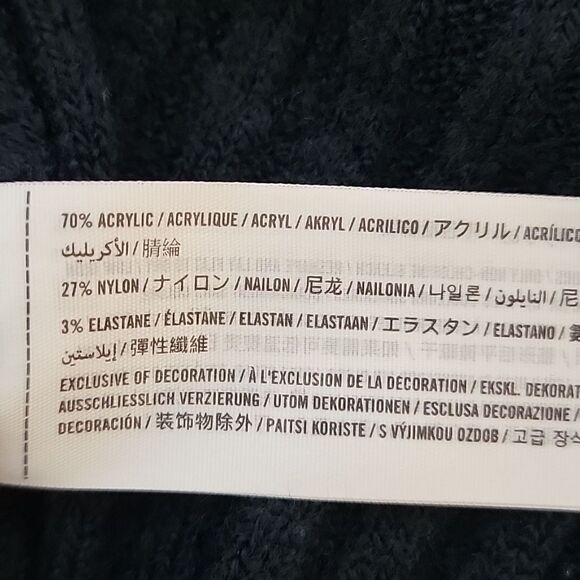 70% ACRYLIC / ACRYLIQUE / ACRYL / AKRYL / ACRILICO / アクリル / ACRÍLICO
الأكريليك / 腈綸
27% NYLON / ナイロン / NAILON / 尼龙 / NAILONIA / 나일론 / النايلون / 尼
3% ELASTANE / ÉLASTANE / ELASTAN / ELASTAAN / エラスタン / ELASTANO / 氨
إيلاستين / 彈性纖維
EXCLUSIVE OF DECORATION / À L'EXCLUSION DE LA DÉCORATION / EKSKL. DEKORAT
AUSSCHLIESSLICH VERZIERUNG / UTOM DEKORATIONEN / ESCLUSA DECORAZIONE /
DECORACIÓN / 装饰物除外 / PAITSI KORISTE / S VÝJIMKOU OZDOB / 고급 장식